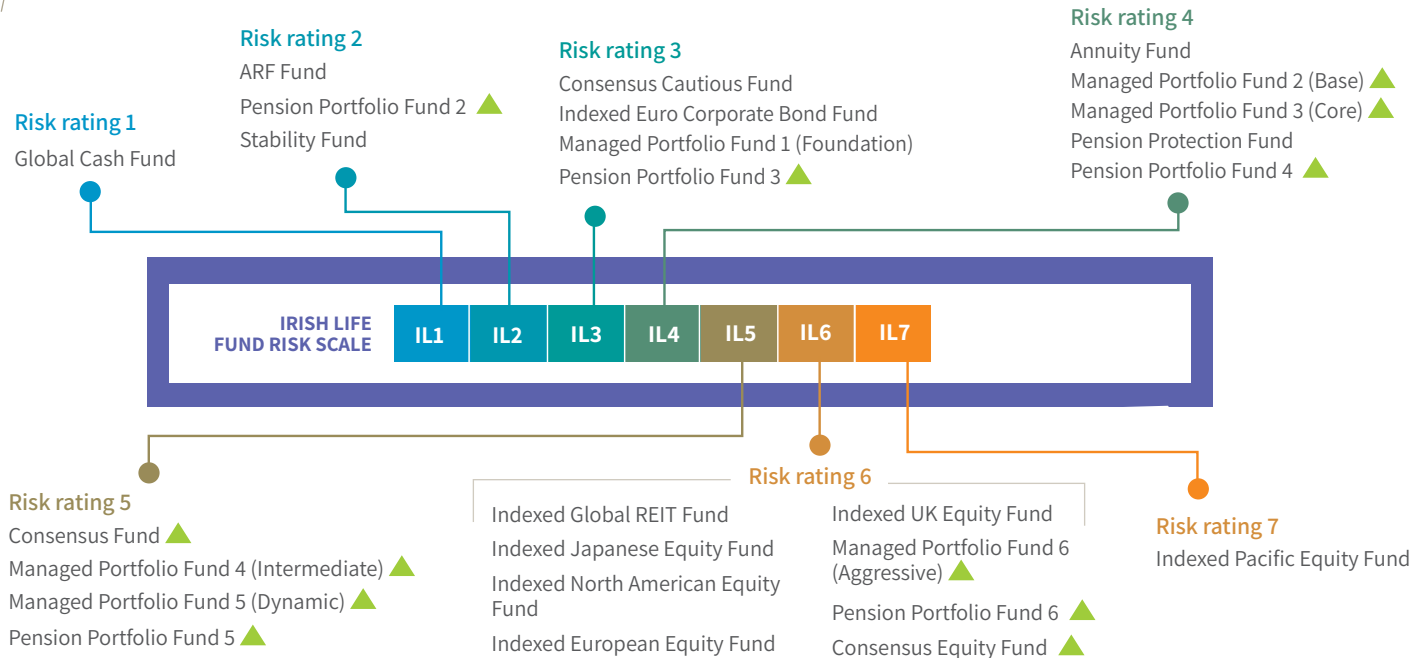 Risk rating 1
Global Cash Fund
Risk rating 2
ARF Fund
Pension Portfolio Fund 2
Stability Fund
Risk rating 3
Consensus Cautious Fund
Indexed Euro Corporate Bond Fund
Managed Portfolio Fund 1 (Foundation)
Pension Portfolio Fund 3
Risk rating 4
Annuity Fund
Managed Portfolio Fund 2 (Base)
Managed Portfolio Fund 3 (Core)
Pension Protection Fund
Pension Portfolio Fund 4
IRISH LIFE
FUND RISK SCALE
IL1 IL2 IL3 IL4 IL5 IL6 IL7
Risk rating 5
Consensus Fund
Managed Portfolio Fund 4 (Intermediate)
Managed Portfolio Fund 5 (Dynamic)
Pension Portfolio Fund 5
Risk rating 6
Indexed Global REIT Fund
Indexed Japanese Equity Fund
Indexed North American Equity
Fund
Indexed European Equity Fund
Indexed UK Equity Fund
Managed Portfolio Fund 6
(Aggressive)
Pension Portfolio Fund 6
Consensus Equity Fund
Risk rating 7
Indexed Pacific Equity Fund